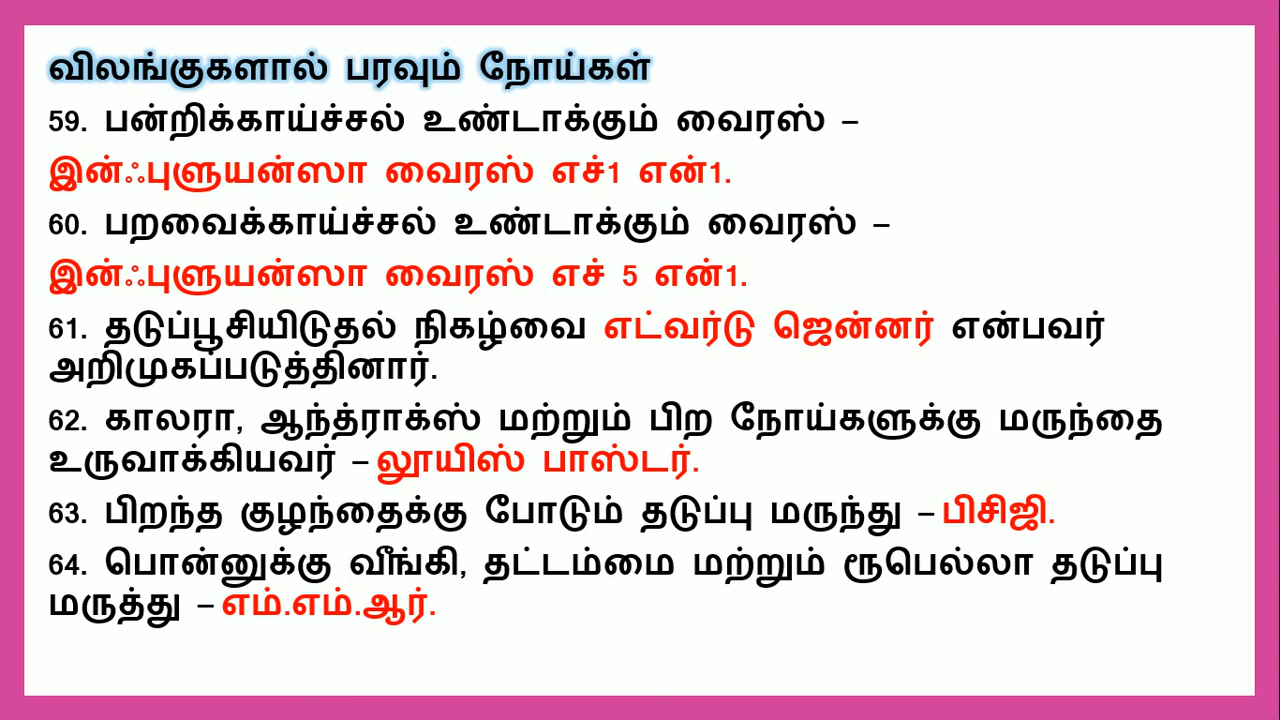 விலங்குகளால் பரவும் நோய்கள்
59. பன்றிக்காய்ச்சல் உண்டாக்கும் வைரஸ் –
இன்ஃபுளுயன்ஸா வைரஸ் எச்1 என்1.
60. பறவைக்காய்ச்சல் உண்டாக்கும் வைரஸ் –
இன்ஃபுளுயன்ஸா வைரஸ் எச் 5 என்1.
61. தடுப்பூசியிடுதல் நிகழ்வை எட்வர்டு ஜென்னர் என்பவர்
அறிமுகப்படுத்தினார்.
62. காலரா, ஆந்த்ராக்ஸ் மற்றும் பிற நோய்களுக்கு மருந்தை
உருவாக்கியவர் – லூயிஸ் பாஸ்டர்.
63. பிறந்த குழந்தைக்கு போடும் தடுப்பு மருந்து – பிசிஜி.
64. பொன்னுக்கு வீங்கி, தட்டம்மை மற்றும் ரூபெல்லா தடுப்பு
மருத்து – எம்.எம்.ஆர்.